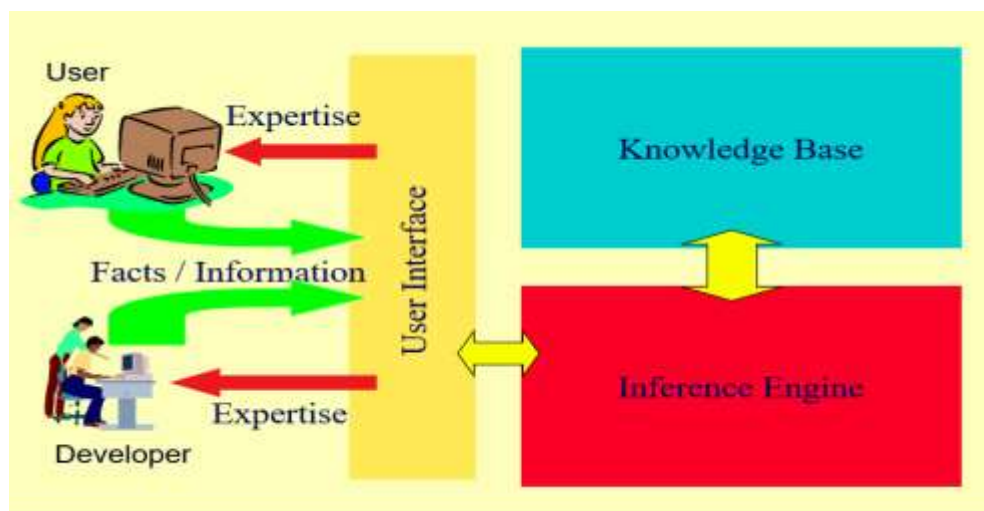 User
Expertise
Knowledge Base
User Interface
Facts / Information
Inference Engine
Expertise
Developer